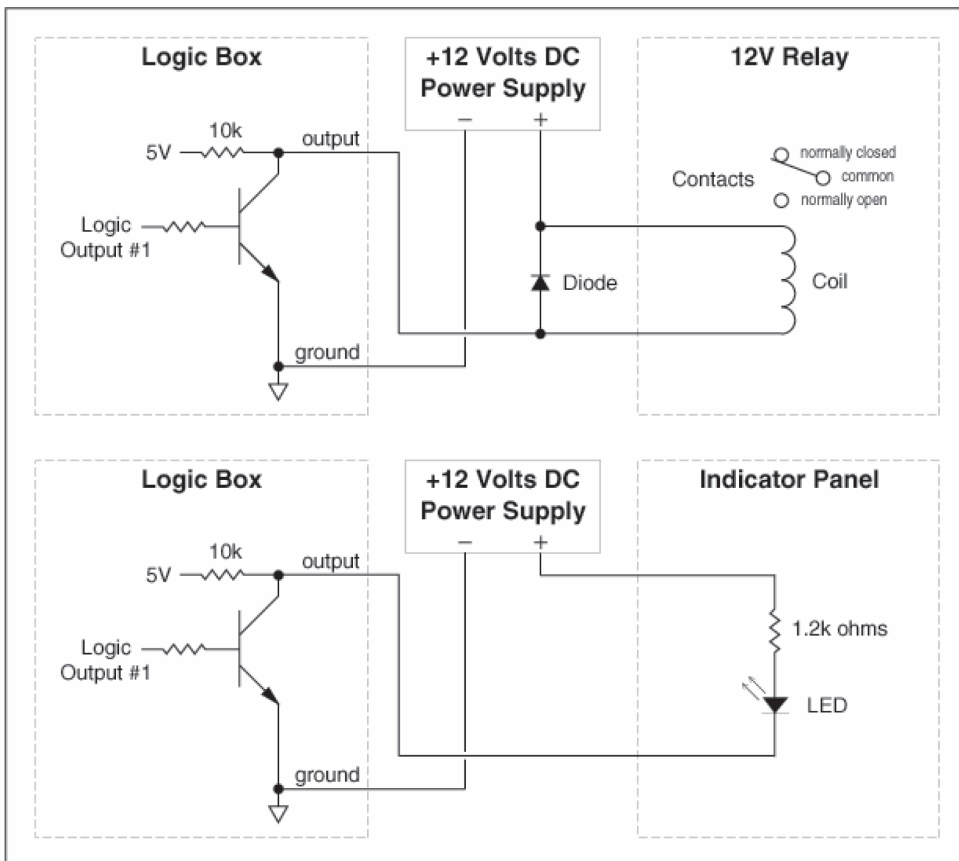 Logic Box
+12 Volts DC
Power Supply
− +
12V Relay
10k
5V
output
Logic
Output #1
ground
Contacts
normally closed
common
normally open
Diode
Coil
Logic Box
+12 Volts DC
Power Supply
− +
Indicator Panel
10k
5V
output
Logic
Output #1
ground
1.2k ohms
LED